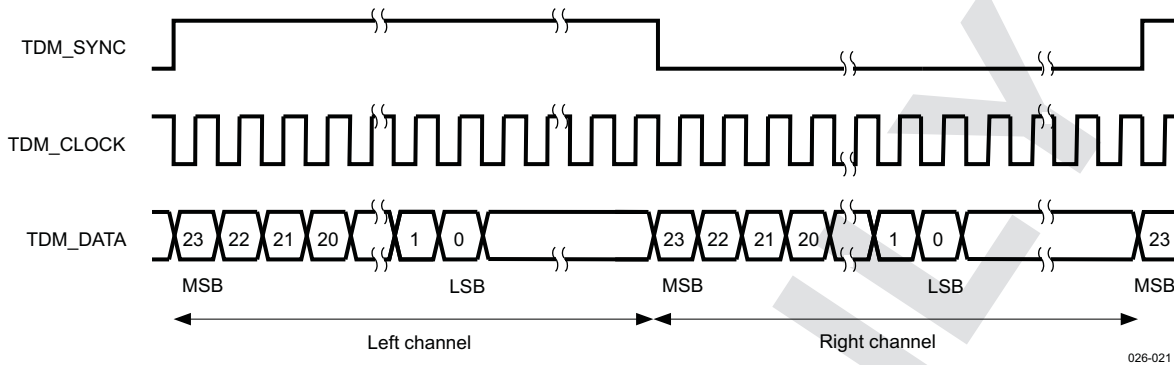 TDM_SYNC
TDM_CLOCK
TDM_DATA
23 22 21 20 1 0 23 22 21 20 1 0 23
MSB LSB MSB LSB MSB
Left channel Right channel
026-021